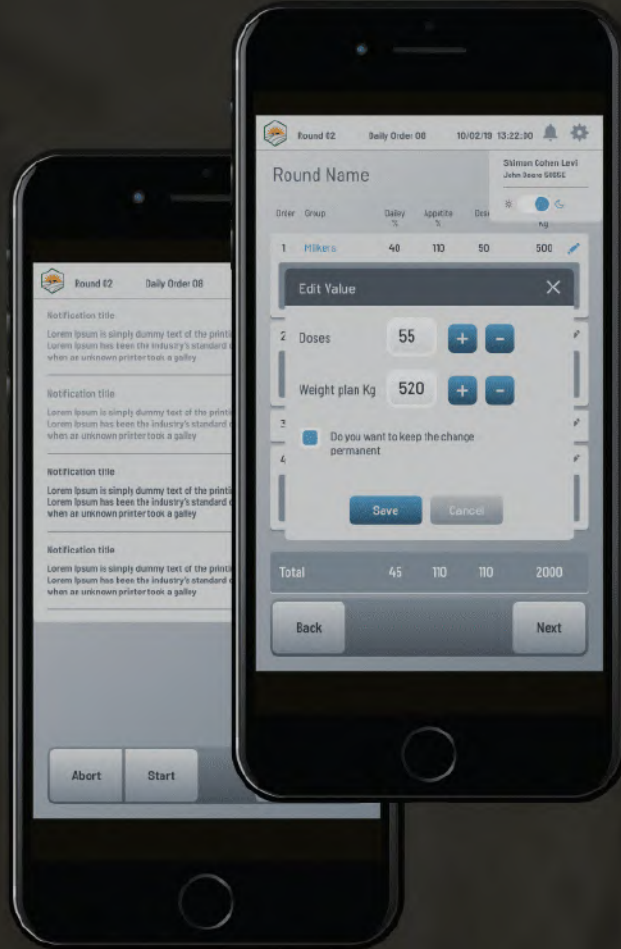 Round 02 Daily Order 08 10/02/19 13:22:00
Shimon Cohen Levi
Round Name
Order Group Dailey % Appetite %
Kg
1 Milkers 40 110 50 500
Edit Value
2
Doses 55 + -
Weight plan Kg 520 + -
3
Do you want to keep the change
permanent
4
Save Cancel
Total 45 110 110 2000
Back Next
Round 02 Daily Order 08
Notification title
Lorem Ipsum is simply dummy text of the
Lorem Ipsum has been the industry's standard
when an unknown printer took a galley
Notification title
Lorem Ipsum is simply dummy text of the
Lorem Ipsum has been the industry's standard
when an unknown printer took a galley
Notification title
Lorem Ipsum is simply dummy text of the
Lorem Ipsum has been the industry's standard
when an unknown printer took a galley
Notification title
Lorem Ipsum is simply dummy text of the
Lorem Ipsum has been the industry's standard
when an unknown printer took a galley
Abort Start